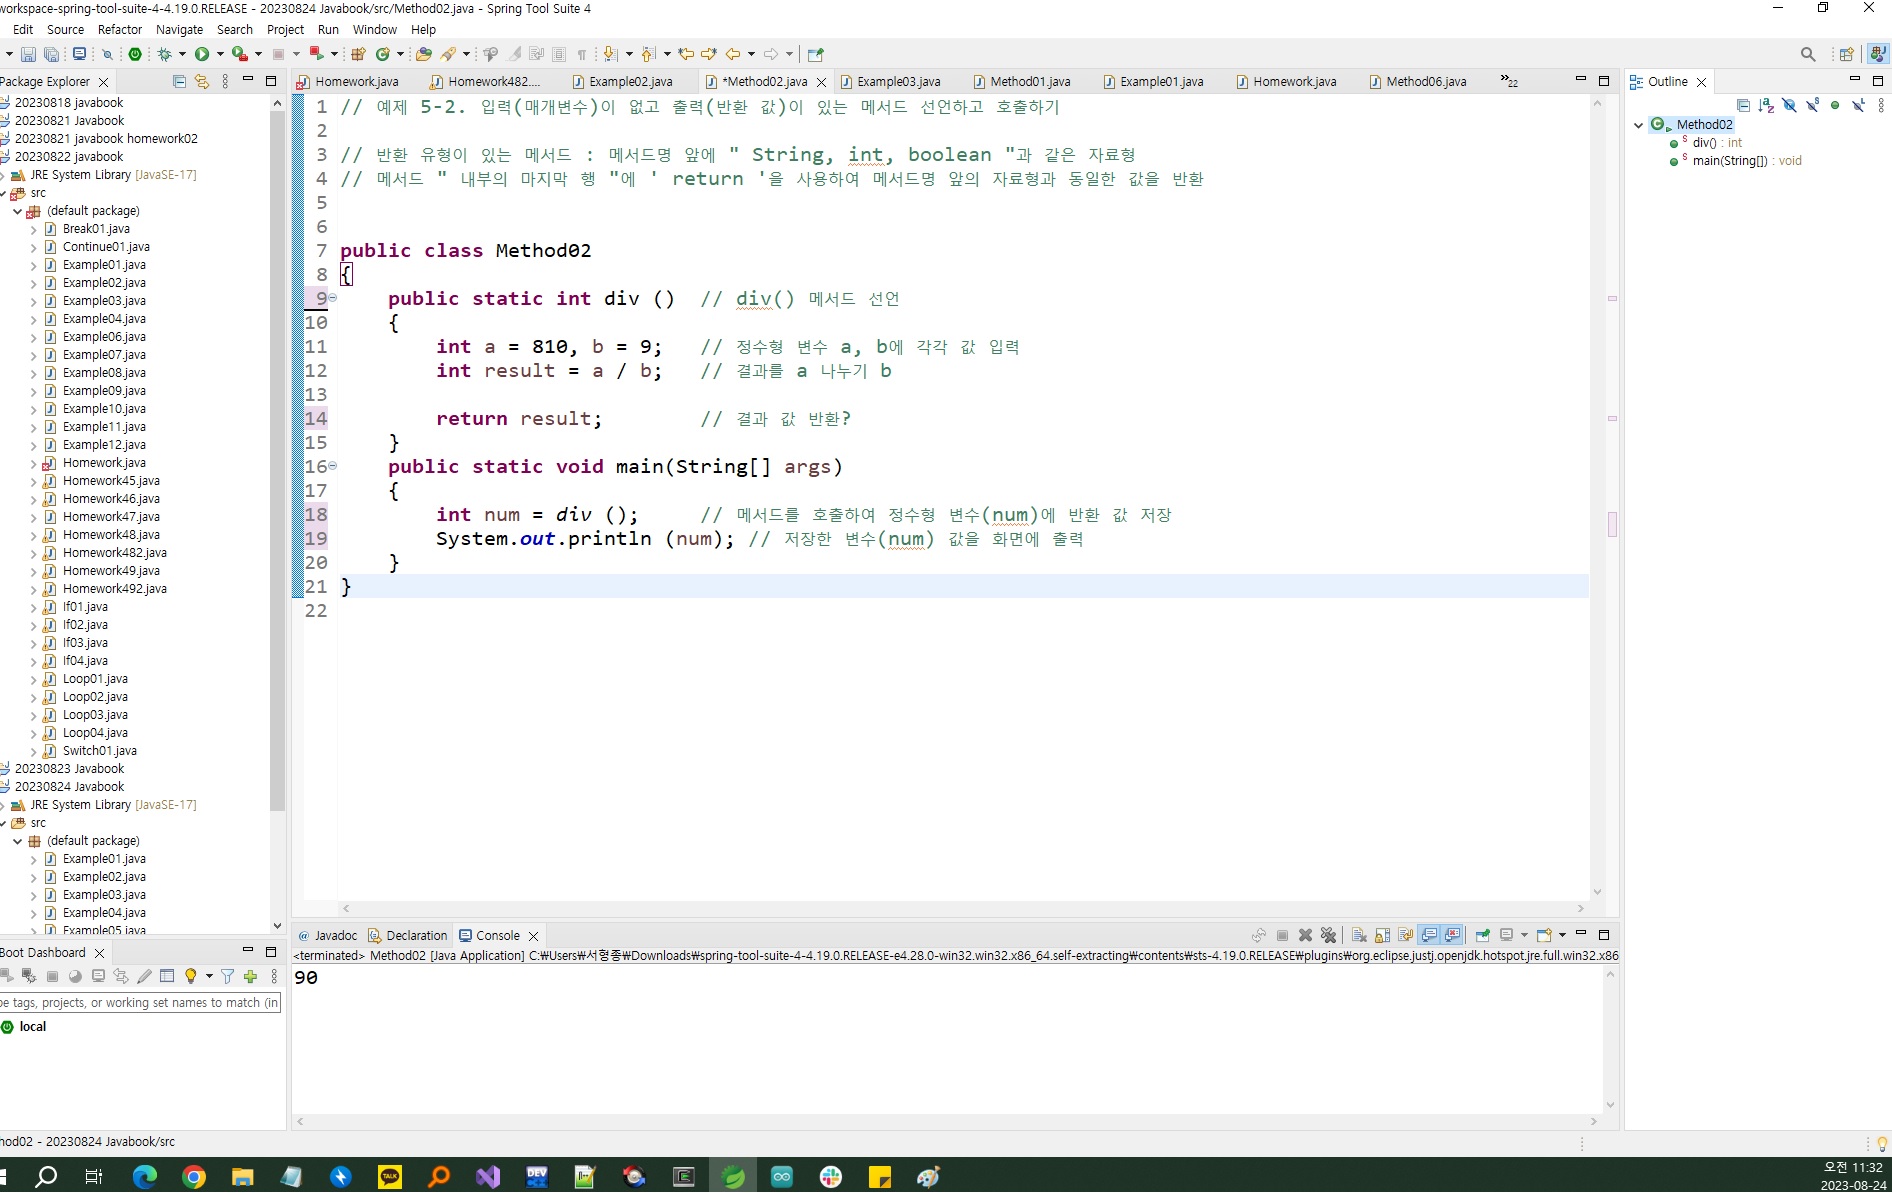 workspace-spring-tool-suite-4-4.19.0.RELEASE - 20230824 Javabook/src/Method02.java - Spring Tool Suite 4
Edit Source Refactor Navigate Search Project Run Window Help
Package Explorer
Homework.java Homework482.... Example02.java *Method02.java Example03.java Method01.java Example01.java Homework.java Method06.java 22
Outline
20230818 javabook
20230821 Javabook
20230821 javabook homework02
20230822 javabook
JRE System Library [JavaSE-17]
src
(default package)
Break01.java
Continue01.java
Example01.java
Example02.java
Example03.java
Example04.java
Example06.java
Example07.java
Example08.java
Example09.java
Example10.java
Example11.java
Example12.java
Homework.java
Homework45.java
Homework46.java
Homework47.java
Homework48.java
Homework482.java
Homework49.java
Homework492.java
If01.java
If02.java
If03.java
If04.java
Loop01.java
Loop02.java
Loop03.java
Loop04.java
Switch01.java
20230823 Javabook
20230824 Javabook
JRE System Library [JavaSE-17]
src
(default package)
Example01.java
Example02.java
Example03.java
Example04.java
Example05.java
1 // 예제 5-2. 입력(매개변수)이 없고 출력(반환 값)이 있는 메서드 선언하고 호출하기
2
3 // 반환 유형이 있는 메서드 : 메서드명 앞에 " String, int, boolean "과 같은 자료형
4 // 메서드 " 내부의 마지막 행 "에 ' return '을 사용하여 메서드명 앞의 자료형과 동일한 값을 반환
5
6
7 public class Method02
8 {
9 public static int div () // div() 메서드 선언
10 {
11 int a = 810, b = 9; // 정수형 변수 a, b에 각각 값 입력
12 int result = a / b; // 결과를 a 나누기 b
13
14 return result; // 결과 값 반환?
15 }
16 public static void main(String[] args)
17 {
18 int num = div (); // 메서드를 호출하여 정수형 변수(num)에 반환 값 저장
19 System.out.println (num); // 저장한 변수(num) 값을 화면에 출력
20 }
21 }
22
Method02
div() : int
main(String[]) : void
Boot Dashboard
pe tags, projects, or working set names to match (in
local
@ Javadoc Declaration Console
<terminated> Method02 [Java Application] C:₩Users₩서형종₩Downloads₩spring-tool-suite-4-4.19.0.RELEASE-e4.28.0-win32.win32.x86_64.self-extracting₩contents₩sts-4.19.0.RELEASE₩plugins₩org.eclipse.justj.openjdk.hotspot.jre.full.win32.x86
90
hod02 - 20230824 Javabook/src
TALK
DEV
오전 11:32
2023-08-24